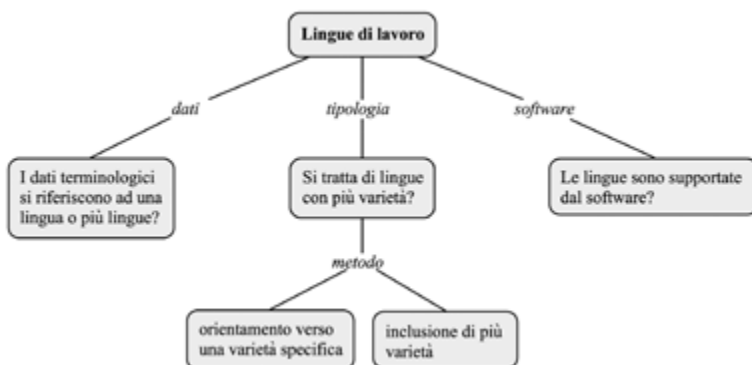 Lingue di lavoro
dati
tipologia
software
I dati terminologici
si riferiscono ad una
lingua o più lingue?
Si tratta di lingue
con più varietà?
Le lingue sono supportate
dal software?
metodo
orientamento verso
una varietà specifica
inclusione di più
varietà